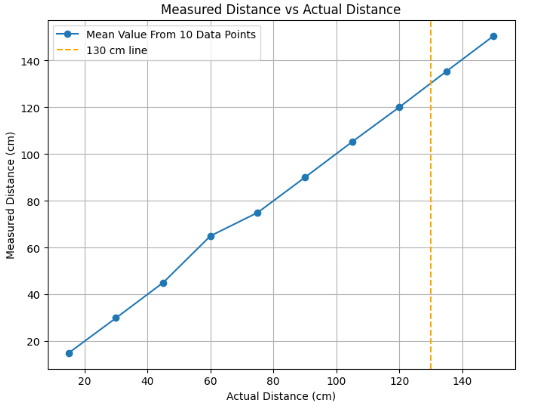 Measured Distance vs Actual Distance
Mean Value From 10 Data Points
130 cm line
Measured Distance (cm)
140
120
100
80
60
40
20
20 40 60 80 100 120 140
Actual Distance (cm)